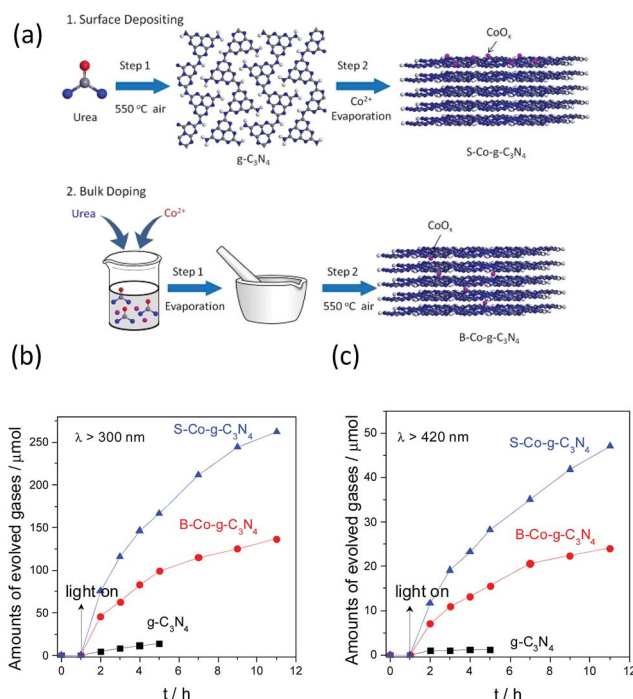 (a)
1. Surface Depositing
Urea
Step 1
550 °C air
g-C₃N₄
Step 2
Co²⁺
Evaporation
CoOₓ
S-Co-g-C₃N₄
2. Bulk Doping
Urea
Co²⁺
Step 1
Evaporation
Step 2
550 °C air
CoOₓ
B-Co-g-C₃N₄
(b)
Amounts of evolved gases / μmol
250
200
150
100
50
0
λ > 300 nm
S-Co-g-C₃N₄
B-Co-g-C₃N₄
light on
g-C₃N₄
0 2 4 6 8 10 12
t / h
(c)
Amounts of evolved gases / μmol
50
40
30
20
10
0
λ > 420 nm
S-Co-g-C₃N₄
B-Co-g-C₃N₄
light on
g-C₃N₄
0 2 4 6 8 10 12
t / h